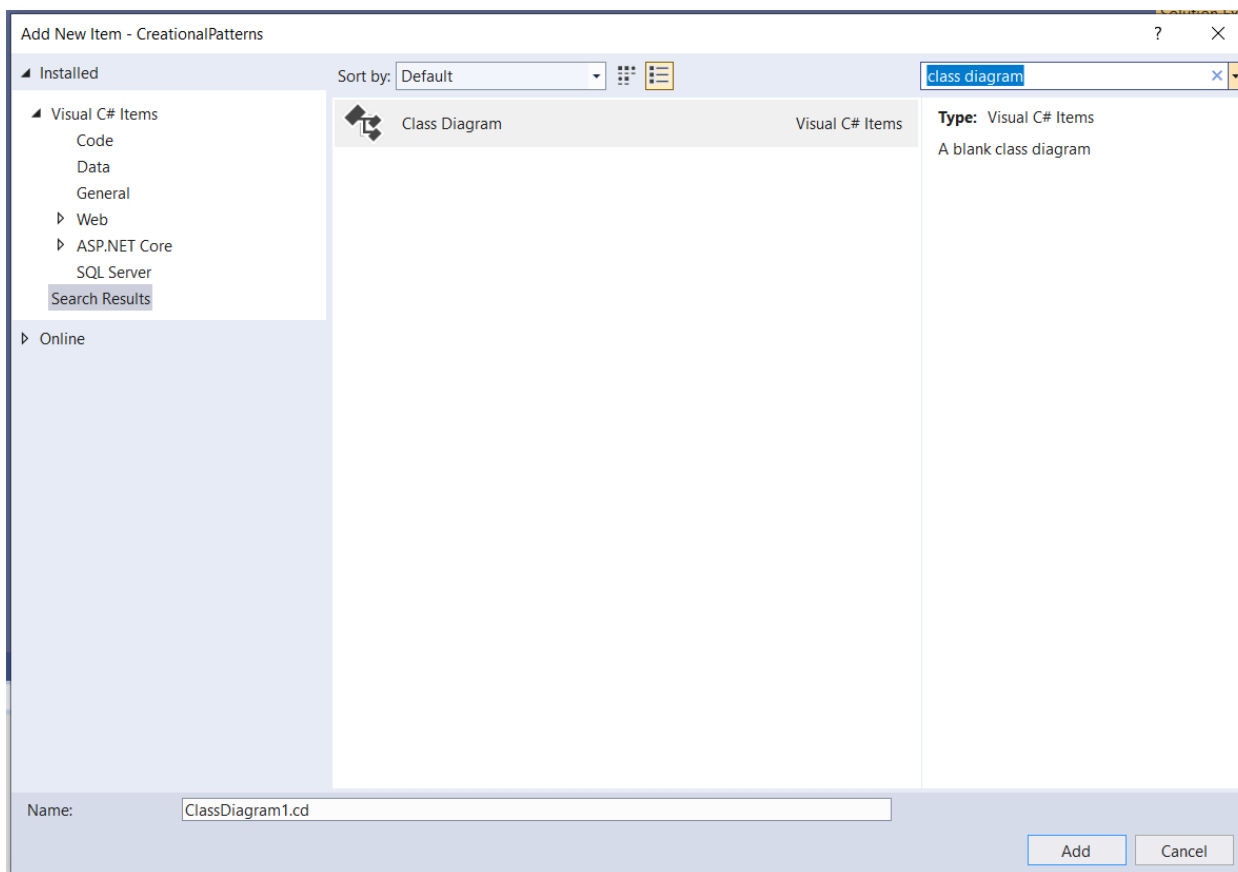 Solution Ex
Add New Item - CreationalPatterns
?
Installed
Sort by: Default
class diagram
Visual C# Items
Code
Data
General
Web
ASP.NET Core
SQL Server
Search Results
Online
Class Diagram Visual C# Items
Type: Visual C# Items
A blank class diagram
Name: ClassDiagram1.cd
Add Cancel